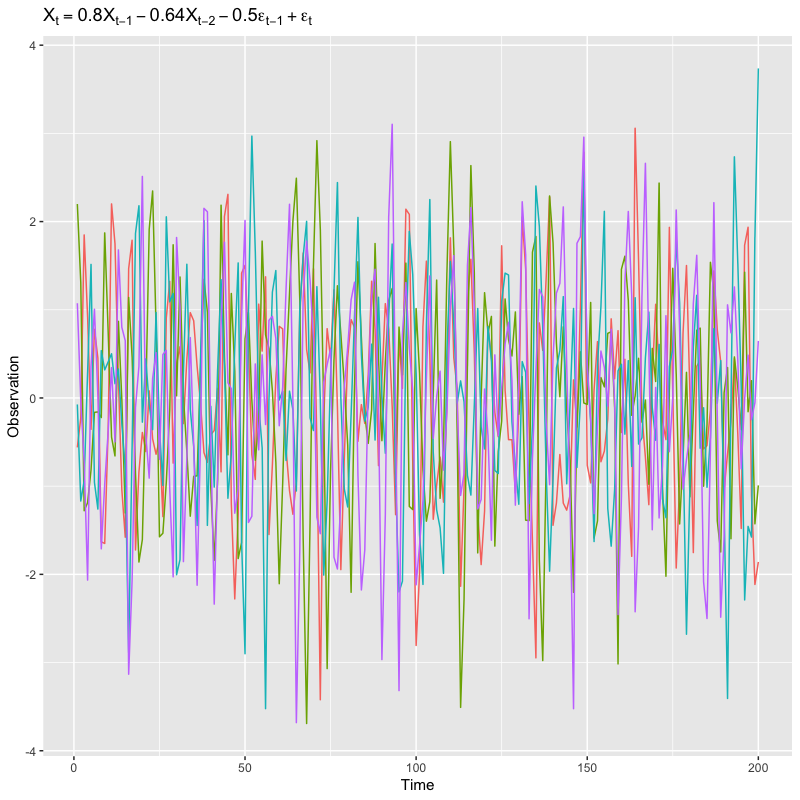 Xₜ = 0.8Xₜ₋₁ − 0.64Xₜ₋₂ − 0.5εₜ₋₁ + εₜ
4
2
0
-2
-4
Observation
0 50 100 150 200
Time